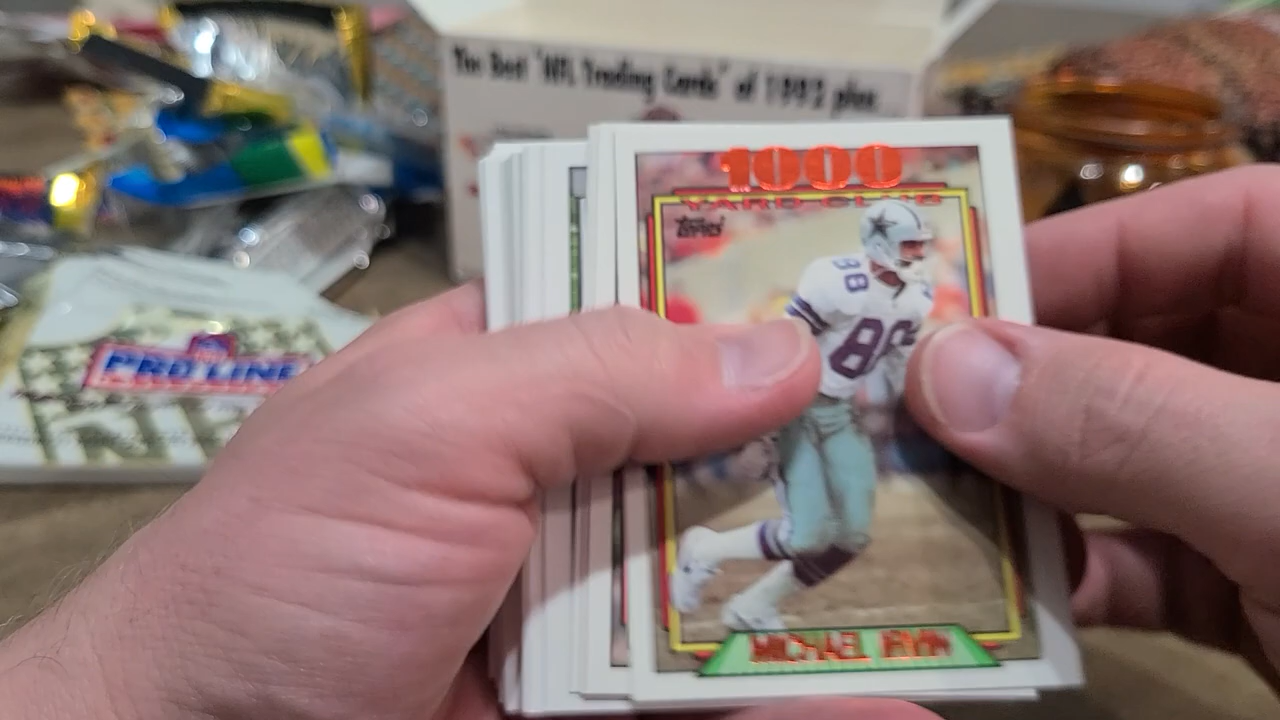 The Best "NFL Trading Cards" of 1992 plus
1000
YARD CLUB
TOPPS
88
88
PRO LINE
MICHAEL IRVIN